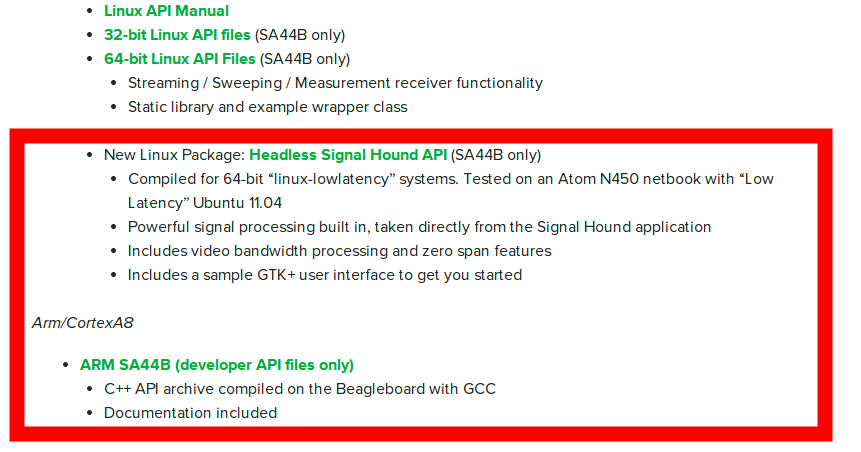 Linux API Manual
32-bit Linux API files (SA44B only)
64-bit Linux API Files (SA44B only)
Streaming / Sweeping / Measurement receiver functionality
Static library and example wrapper class
New Linux Package: Headless Signal Hound API (SA44B only)
Compiled for 64-bit “linux-lowlatency” systems. Tested on an Atom N450 netbook with “Low
Latency” Ubuntu 11.04
Powerful signal processing built in, taken directly from the Signal Hound application
Includes video bandwidth processing and zero span features
Includes a sample GTK+ user interface to get you started
Arm/CortexA8
ARM SA44B (developer API files only)
C++ API archive compiled on the Beagleboard with GCC
Documentation included